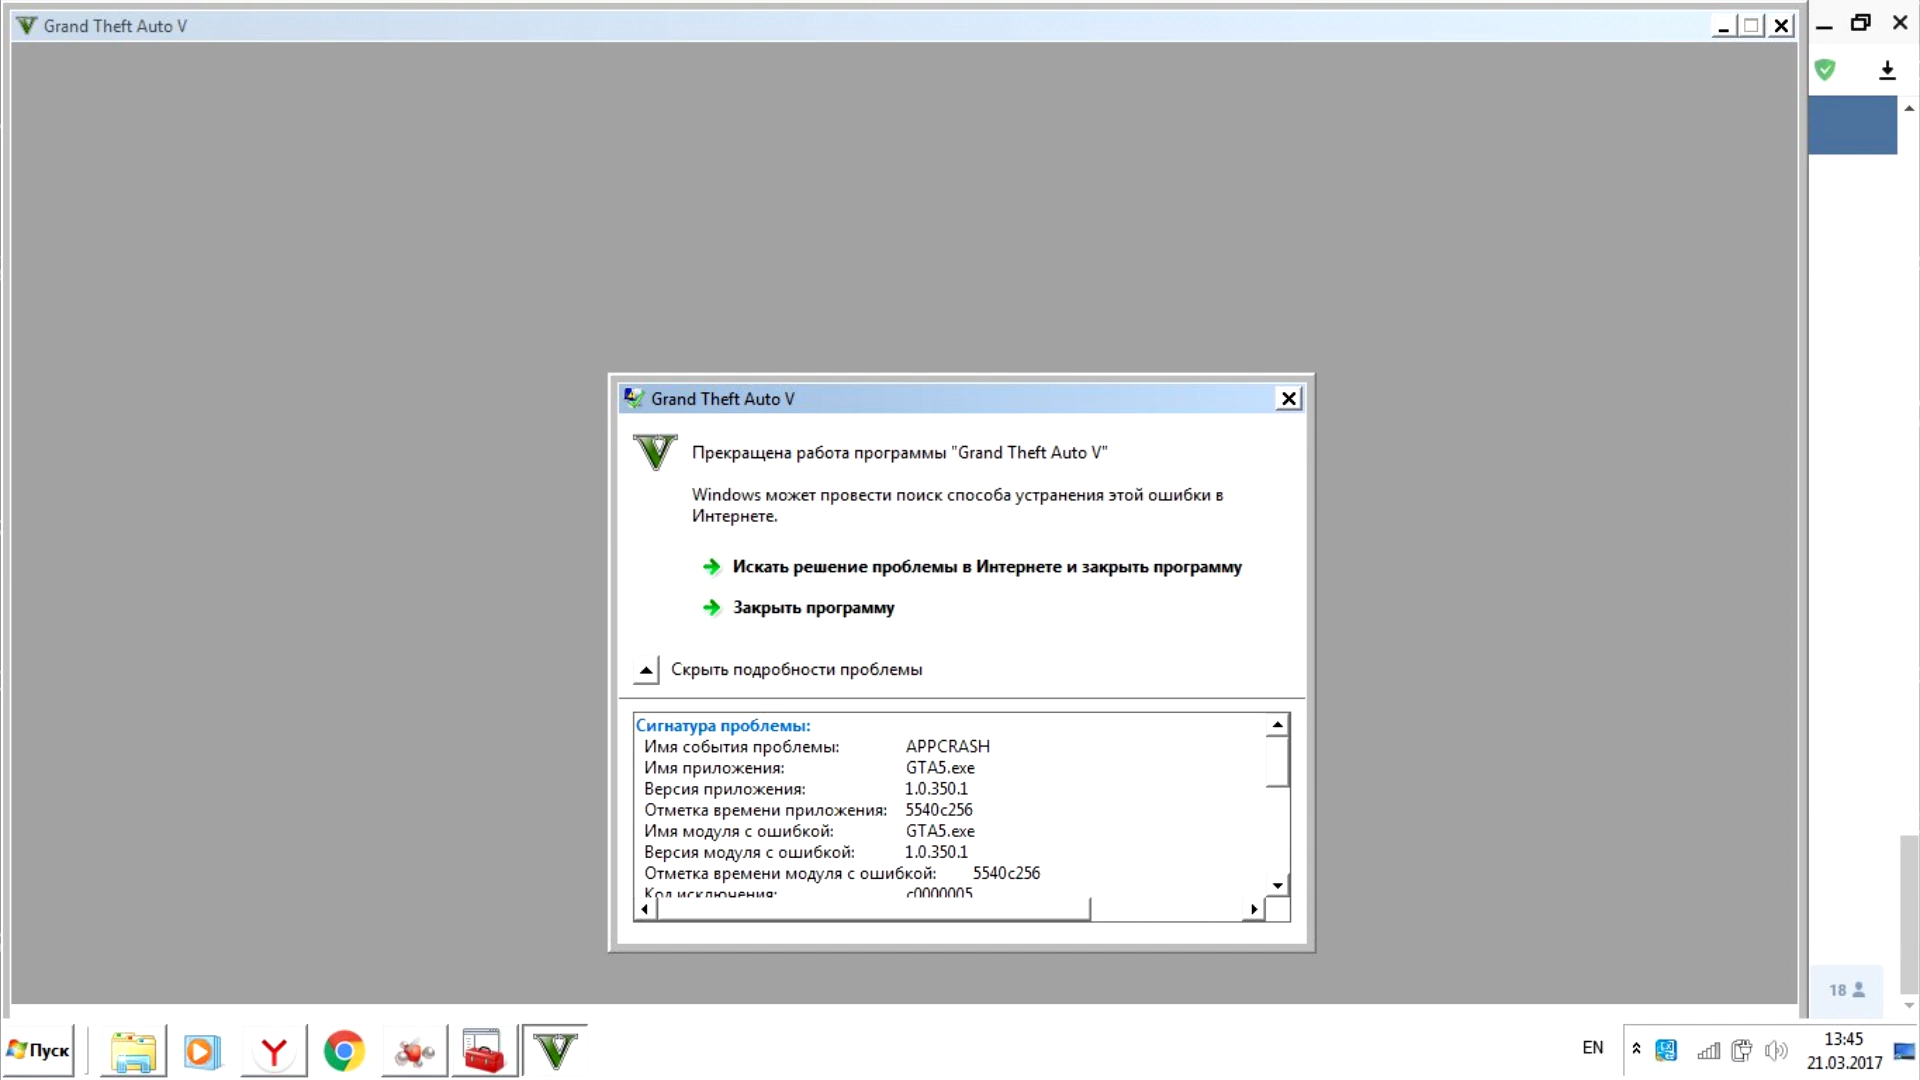 Grand Theft Auto V
Grand Theft Auto V
Прекращена работа программы "Grand Theft Auto V"
Windows может провести поиск способа устранения этой ошибки в
Интернете.
Искать решение проблемы в Интернете и закрыть программу
Закрыть программу
Скрыть подробности проблемы
Сигнатура проблемы:
Имя события проблемы: APPCRASH
Имя приложения: GTA5.exe
Версия приложения: 1.0.350.1
Отметка времени приложения: 5540c256
Имя модуля с ошибкой: GTA5.exe
Версия модуля с ошибкой: 1.0.350.1
Отметка времени модуля с ошибкой: 5540c256
Код исключения: c0000005
18
Пуск
EN
13:45
21.03.2017